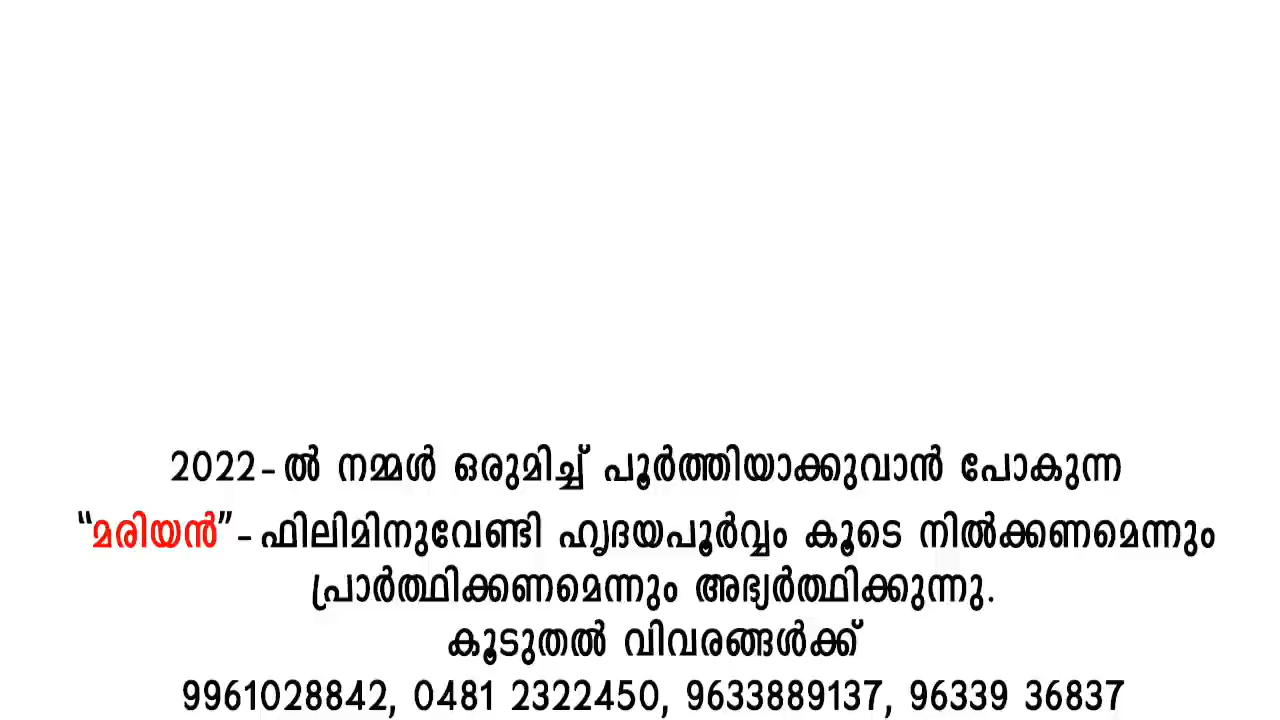 2022-ൽ നമ്മൾ ഒരുമിച്ച് പൂർത്തിയാക്കുവാൻ പോകുന്ന
“മരിയൻ”-ഫിലിമിനുവേണ്ടി ഹൃദയപൂർവ്വം കൂടെ നിൽക്കണമെന്നും
പ്രാർത്ഥിക്കണമെന്നും അഭ്യർത്ഥിക്കുന്നു.
കൂടുതൽ വിവരങ്ങൾക്ക്
9961028842, 0481 2322450, 9633889137, 96339 36837